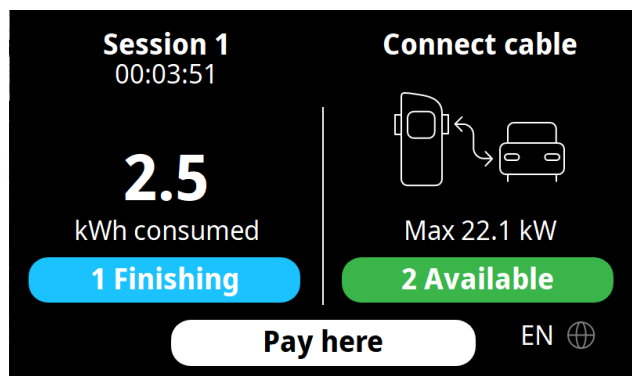 Session 1
00:03:51
2.5
kWh consumed
1 Finishing
Connect cable
Max 22.1 kW
2 Available
Pay here
EN